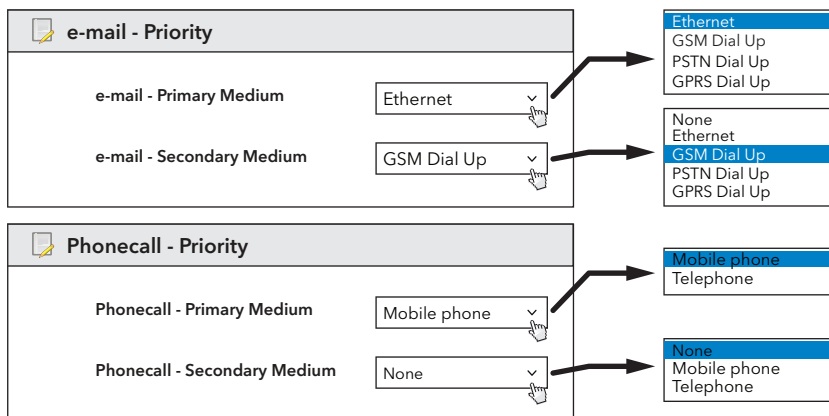 e-mail - Priority
e-mail - Primary Medium
Ethernet
e-mail - Secondary Medium
GSM Dial Up
Ethernet
GSM Dial Up
PSTN Dial Up
GPRS Dial Up
None
Ethernet
GSM Dial Up
PSTN Dial Up
GPRS Dial Up
Phonecall - Priority
Phonecall - Primary Medium
Mobile phone
Phonecall - Secondary Medium
None
Mobile phone
Telephone
None
Mobile phone
Telephone